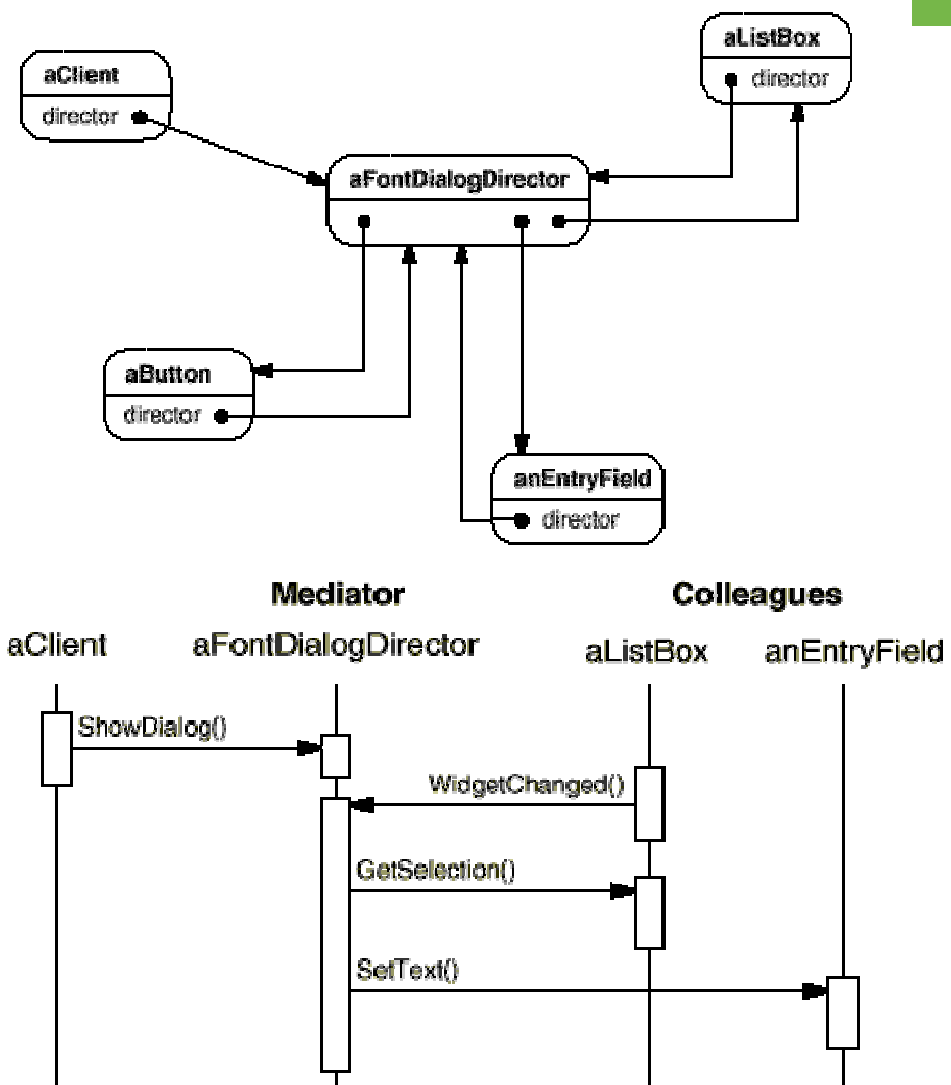 aListBox
director
aClient
director
aFontDialogDirector
aButton
director
anEntryField
director
Mediator Colleagues
aClient aFontDialogDirector aListBox anEntryField
ShowDialog()
WidgetChanged()
GetSelection()
SetText()